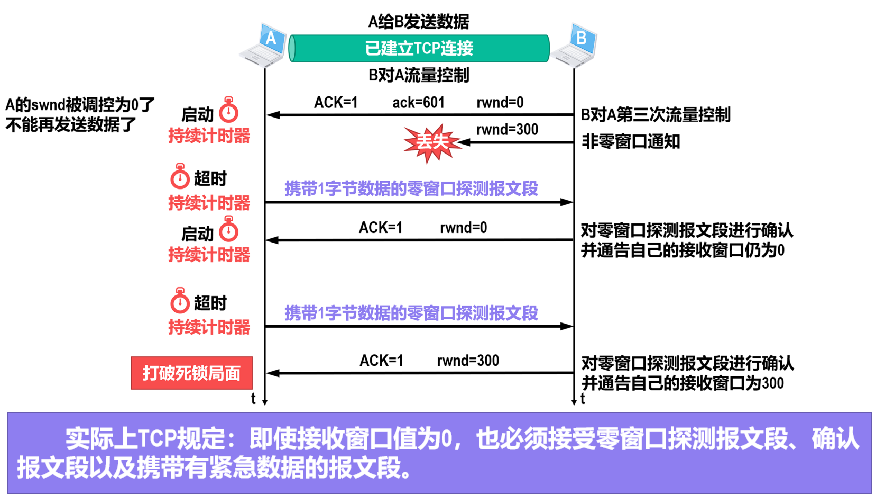 A给B发送数据
A
已建立TCP连接
B
B对A流量控制
A的swnd被调控为0了
不能再发送数据了
启动
持续计时器
ACK=1 ack=601 rwnd=0
B对A第三次流量控制
丢失
rwnd=300
非零窗口通知
超时
持续计时器
携带1字节数据的零窗口探测报文段
启动
持续计时器
ACK=1 rwnd=0
对零窗口探测报文段进行确认
并通告自己的接收窗口仍为0
超时
持续计时器
携带1字节数据的零窗口探测报文段
打破死锁局面
ACK=1 rwnd=300
对零窗口探测报文段进行确认
并通告自己的接收窗口为300
t
t
实际上TCP规定：即使接收窗口值为0，也必须接受零窗口探测报文段、确认
报文段以及携带有紧急数据的报文段。